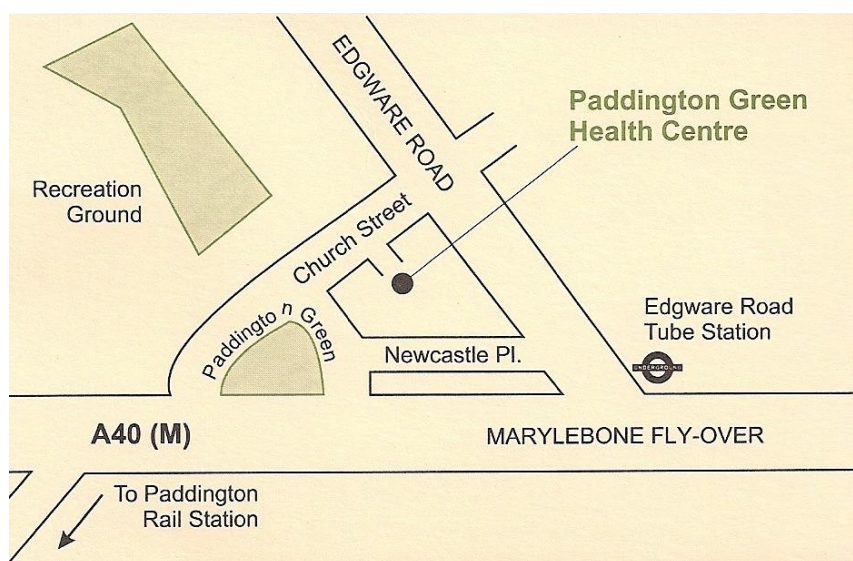 EDGWARE ROAD
Paddington Green
Health Centre
Recreation
Ground
Church Street
Paddington Green
Edgware Road
Tube Station
UNDERGROUND
Newcastle Pl.
A40 (M)
MARYLEBONE FLY-OVER
To Paddington
Rail Station